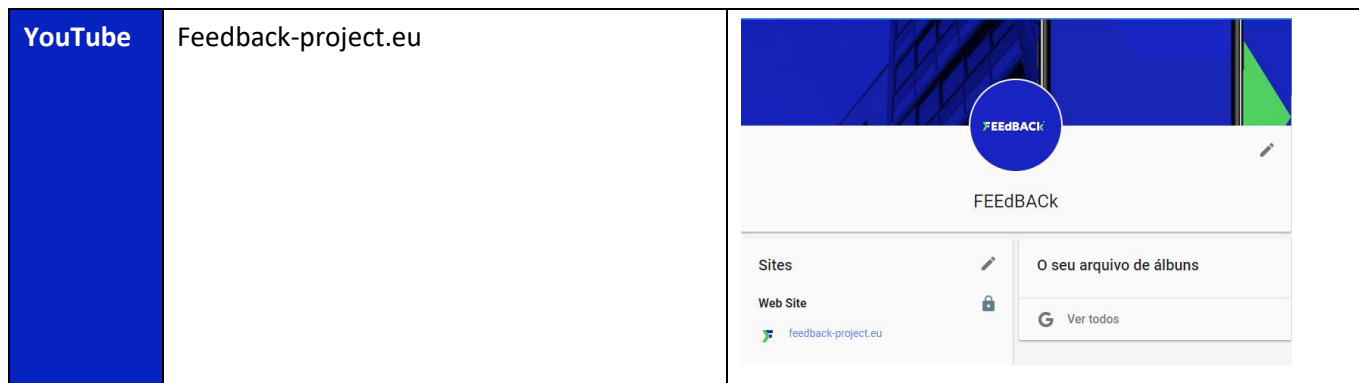 YouTube
Feedback-project.eu
FEEdBACk
FEEdBACk
Sites
Web Site
feedback-project.eu
O seu arquivo de álbuns
G Ver todos